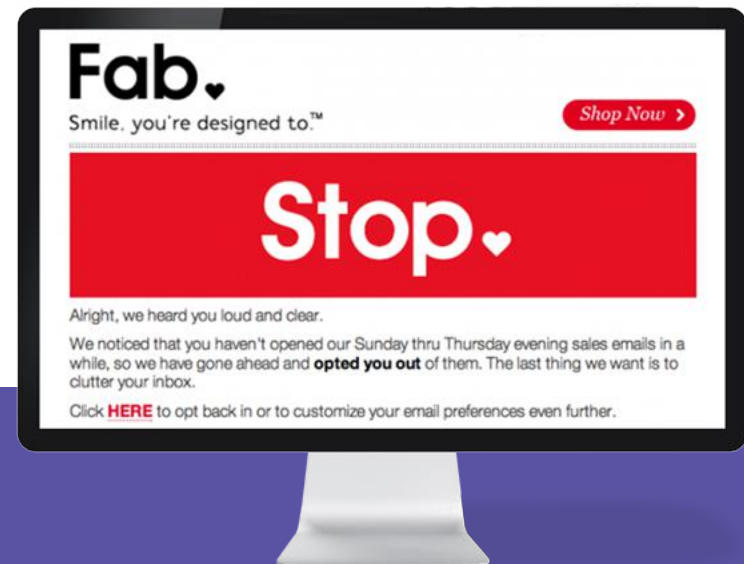 Fab.
Smile, you're designed to.™
Shop Now >
Stop.
Alright, we heard you loud and clear.
We noticed that you haven't opened our Sunday thru Thursday evening sales emails in a
while, so we have gone ahead and opted you out of them. The last thing we want is to
clutter your inbox.
Click HERE to opt back in or to customize your email preferences even further.